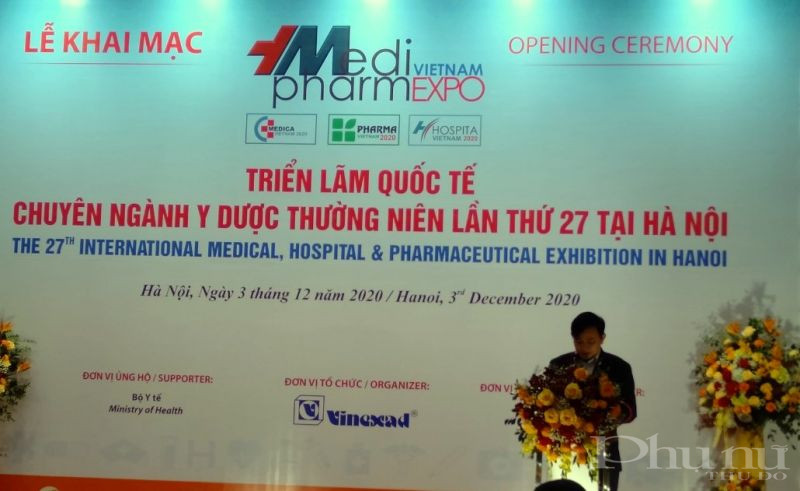 LỄ KHAI MẠC
OPENING CEREMONY
Medi VIETNAM
pharm EXPO
MEDICA
VIETNAM 2020
PHARMA
VIETNAM 2020
HOSPITA
VIETNAM 2020
TRIỂN LÃM QUỐC TẾ
CHUYÊN NGÀNH Y DƯỢC THƯỜNG NIÊN LẦN THỨ 27 TẠI HÀ NỘI
THE 27TH INTERNATIONAL MEDICAL, HOSPITAL & PHARMACEUTICAL EXHIBITION IN HANOI
Hà Nội, Ngày 3 tháng 12 năm 2020 / Hanoi, 3rd December 2020
ĐƠN VỊ ỦNG HỘ / SUPPORTER:
Bộ Y tế
Ministry of Health
ĐƠN VỊ TỔ CHỨC / ORGANIZER:
Vinexad®
Phụ nữ
THỦ ĐÔ